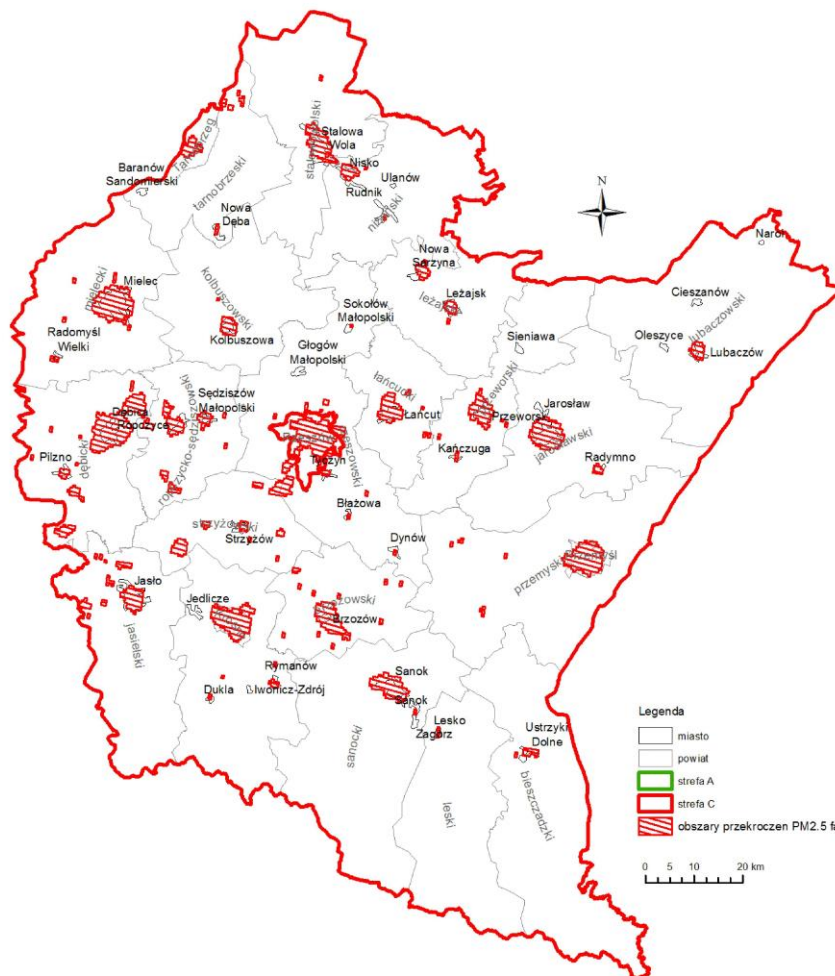 N
Stalowa
Wola
Nisko
Ulanów
Rudnik
niżański
Baranów
Sandomierski
tarnobrzeski
Nowa
Dęba
Narol
Nowa
Sarzyna
Cieszanów
lubaczowski
mielecki
Mielec
kolbuszowski
Sokołów
Małopolski
Leżajsk
Sieniawa
Oleszyce
Lubaczów
Radomyśl
Wielki
Kolbuszowa
Głogów
Małopolski
łańcucki
Łańcut
Przeworsk
Jarosław
jarosławski
Sędziszów
Małopolski
Dębica
Ropczyce
ropczycko-sędziszowski
Pilzno
dębicki
Tyczyn
Kańczuga
Radymno
Błażowa
Strzyżów
Dynów
przemyski
Przemyśl
Jasło
jasielski
Jedlicze
Brzozów
Rymanów
Dukla
Iwonicz-Zdrój
Sanok
Sanok
Zagórz
Lesko
Ustrzyki
Dolne
sanocki
leski
bieszczadzki
Legenda
miasto
powiat
strefa A
strefa C
obszary przekroczen PM2.5 fa
0 5 10 20 km